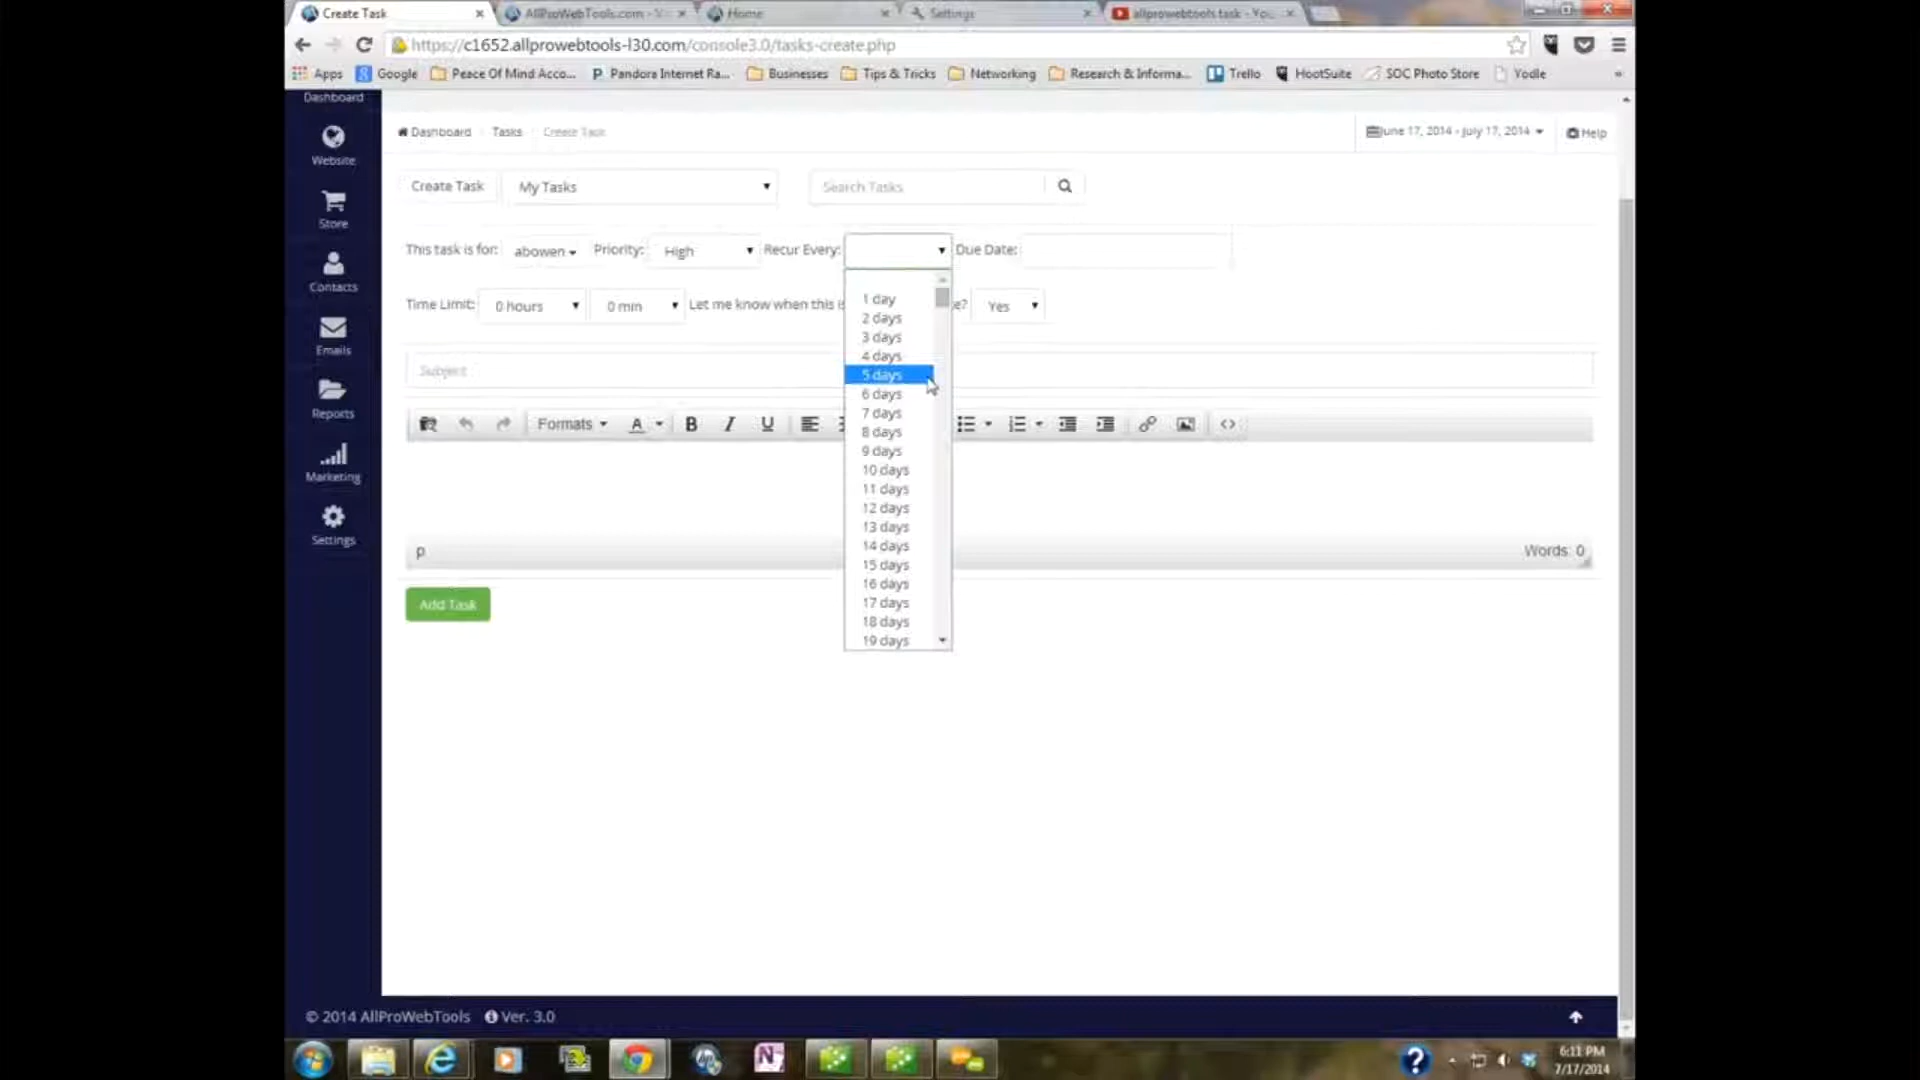 Create Task
AllProWebTools.com
Home
Settings
allprowebtools task - Yo...
https://c1652.allprowebtools-l30.com/console3.0/tasks-create.php
Apps
Google
Peace Of Mind Acco...
Pandora Internet Ra...
Businesses
Tips & Tricks
Networking
Research & Informa...
Trello
HootSuite
SOC Photo Store
Yodle
»
Dashboard
Website
Store
Contacts
Emails
Reports
Marketing
Settings
Dashboard
Tasks
Create Task
June 17, 2014 - July 17, 2014
Help
Create Task
My Tasks
Search Tasks
This task is for: abowen
Priority: High
Recur Every:
Due Date:
Time Limit: 0 hours
0 min
Let me know when this is
e? Yes
1 day
2 days
3 days
4 days
5 days
6 days
7 days
8 days
9 days
10 days
11 days
12 days
13 days
14 days
15 days
16 days
17 days
18 days
19 days
Subject
Formats
A
B
I
U
p
Words: 0
Add Task
© 2014 AllProWebTools
Ver. 3.0
6:11 PM
7/17/2014